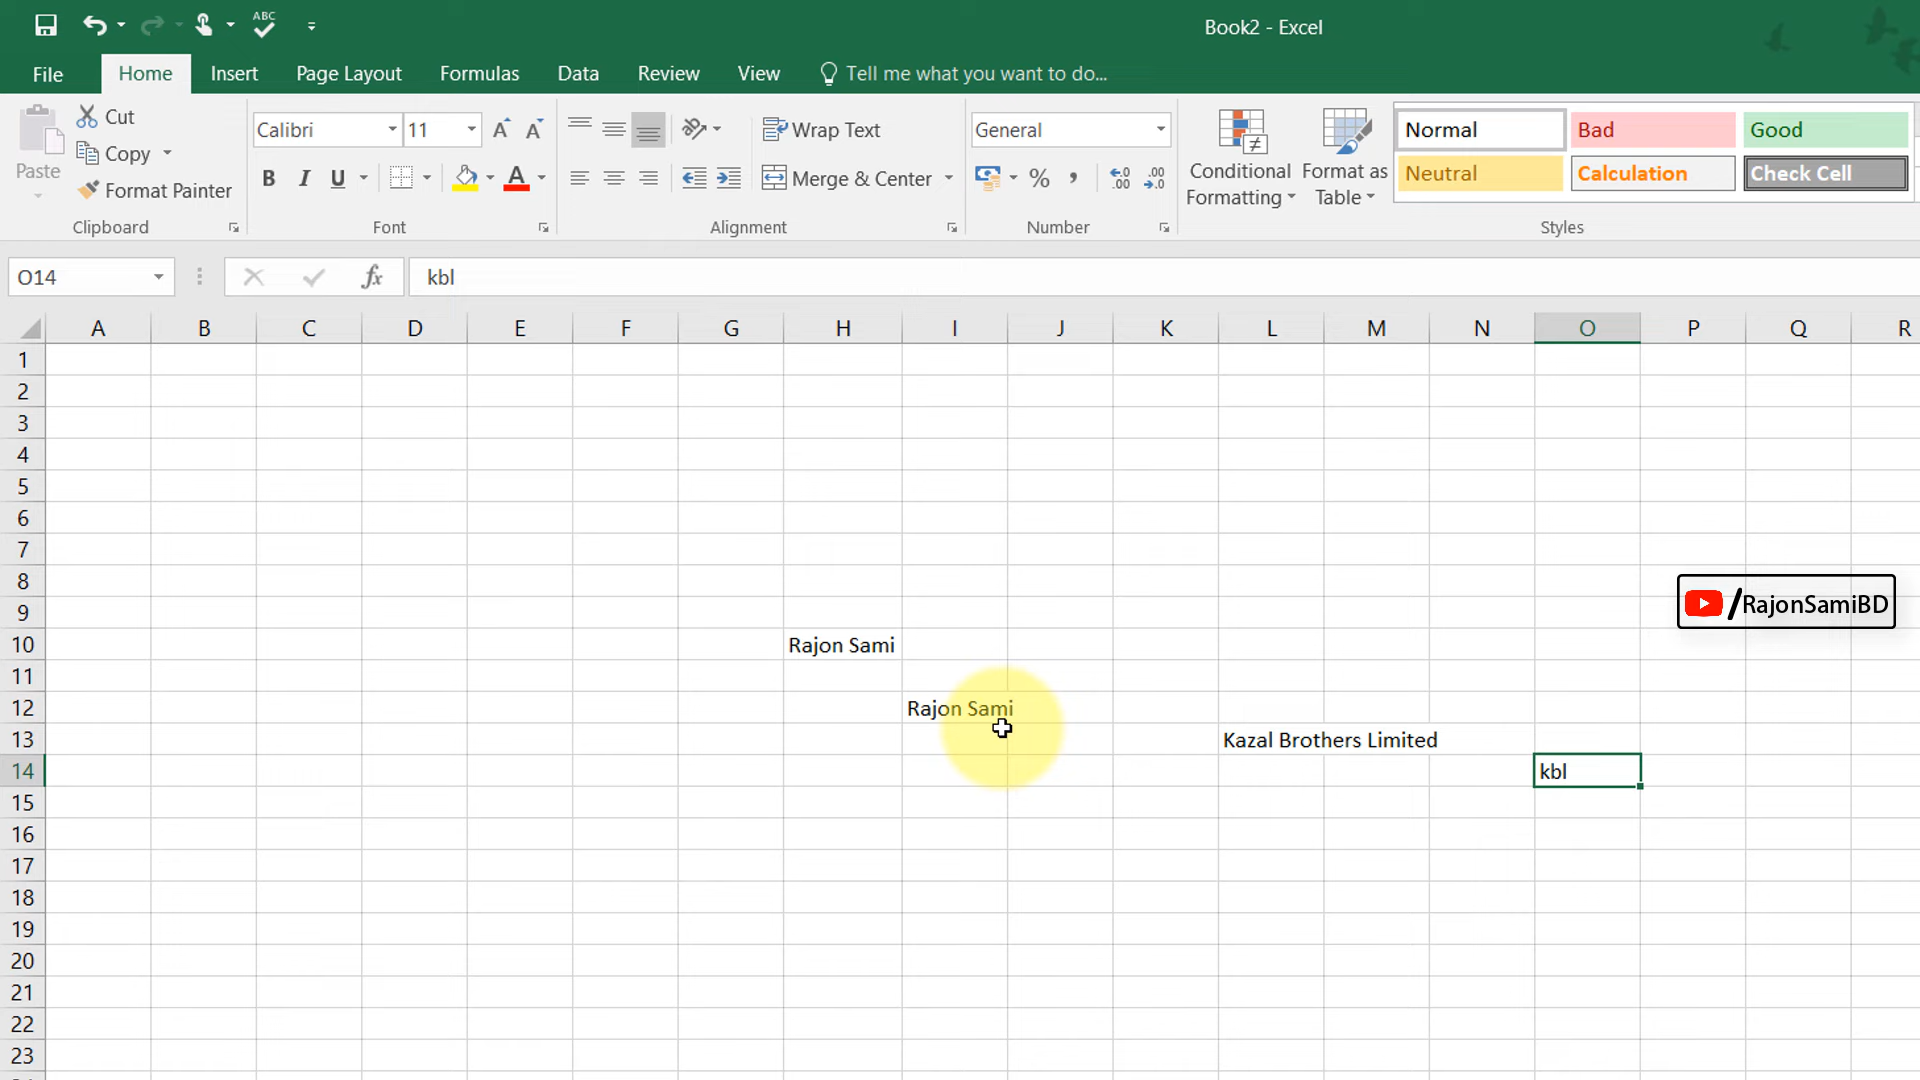 ABC
Book2 - Excel
File Home Insert Page Layout Formulas Data Review View Tell me what you want to do...
Paste
Cut
Copy
Format Painter
Clipboard
Calibri 11
B I U A
Font
Wrap Text
Merge & Center
Alignment
General
% ,
Number
Conditional Formatting
Format as Table
Normal Bad Good
Neutral Calculation Check Cell
Styles
O14 fx kbl
A B C D E F G H I J K L M N O P Q R
1
2
3
4
5
6
7
8
9
/RajonSamiBD
10 Rajon Sami
11
12 Rajon Sami
13 Kazal Brothers Limited
14 kbl
15
16
17
18
19
20
21
22
23